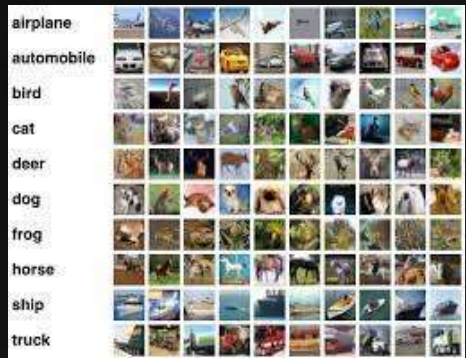 airplane
automobile
bird
cat
deer
dog
frog
horse
ship
truck